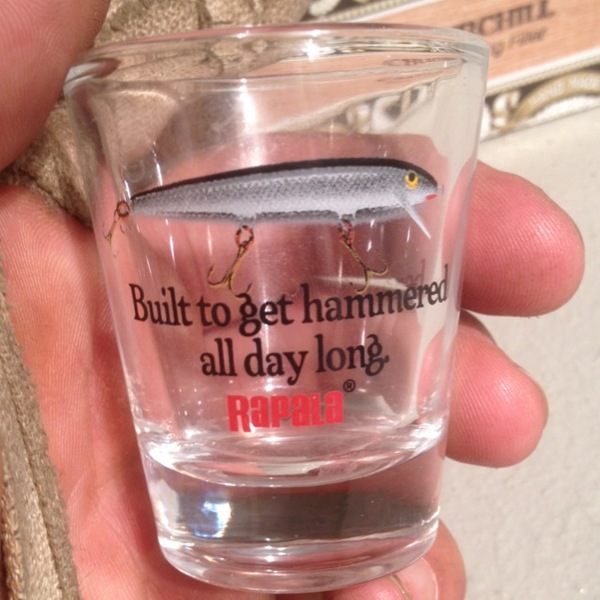 Built to get hammered
all day long.
RAPALA®